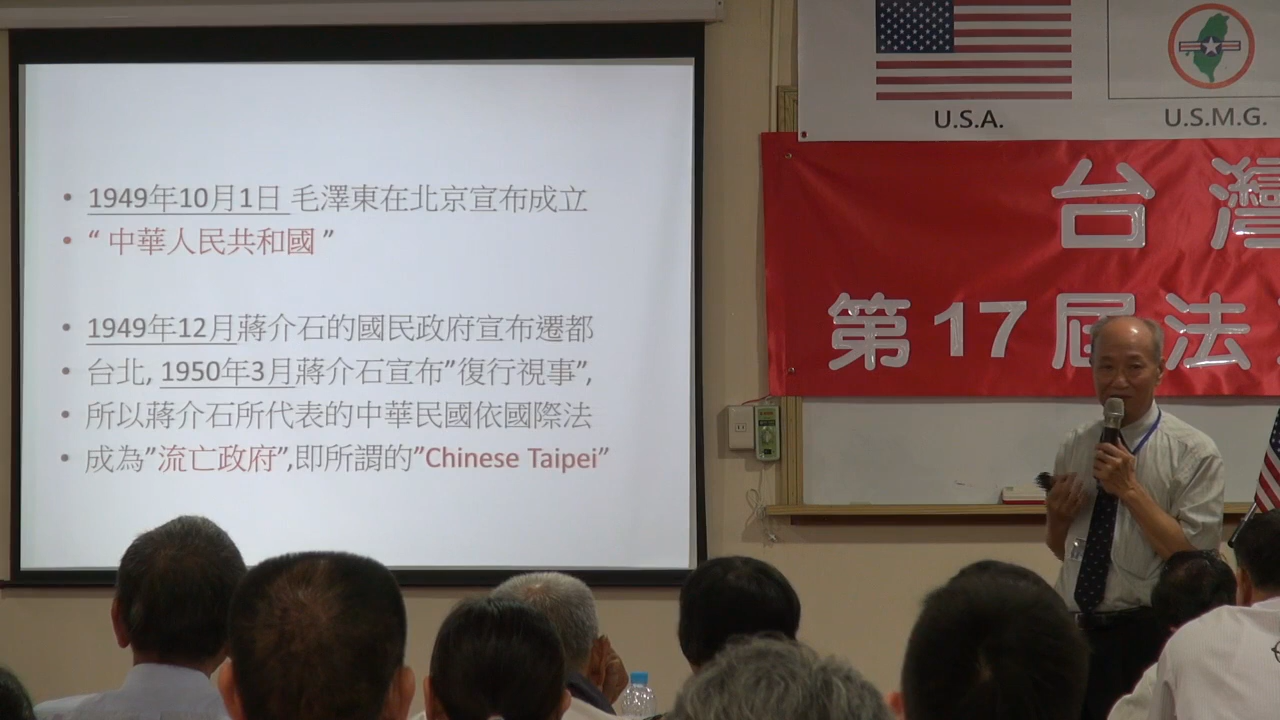 1949年10月1日 毛澤東在北京宣布成立
“ 中華人民共和國 ”
1949年12月蔣介石的國民政府宣布遷都
台北, 1950年3月蔣介石宣布”復行視事”,
所以蔣介石所代表的中華民國依國際法
成為”流亡政府”,即所謂的”Chinese Taipei”
U.S.A.
U.S.M.G.
台灣
第17屆法